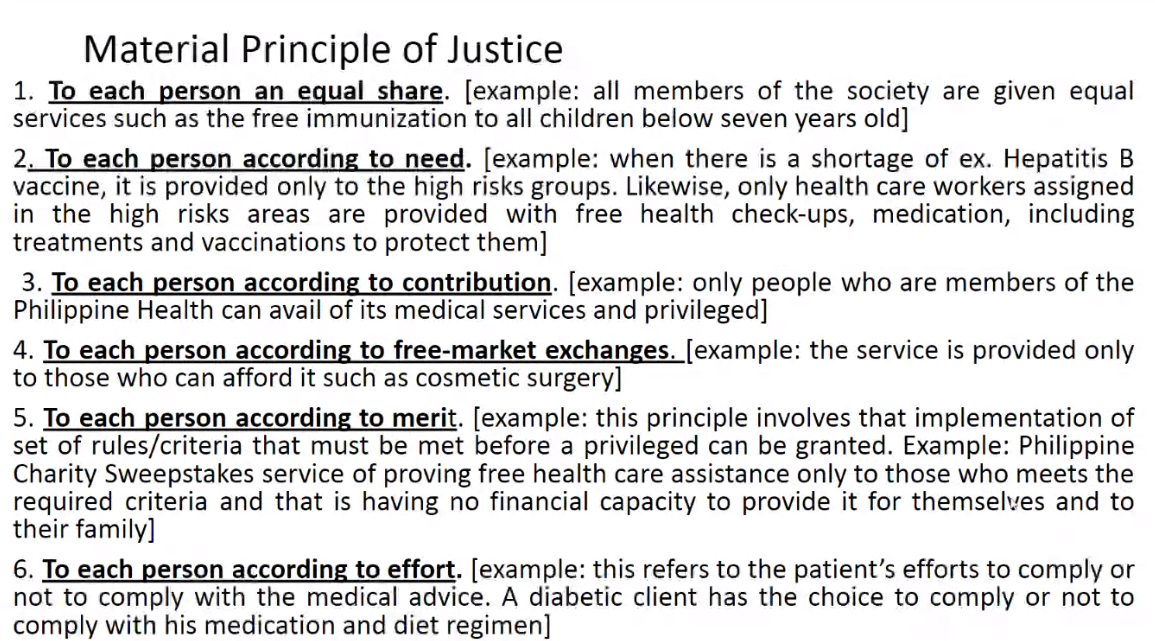 Material Principle of Justice
1. To each person an equal share. [example: all members of the society are given equal
services such as the free immunization to all children below seven years old]
2. To each person according to need. [example: when there is a shortage of ex. Hepatitis B
vaccine, it is provided only to the high risks groups. Likewise, only health care workers assigned
in the high risks areas are provided with free health check-ups, medication, including
treatments and vaccinations to protect them]
3. To each person according to contribution. [example: only people who are members of the
Philippine Health can avail of its medical services and privileged]
4. To each person according to free-market exchanges. [example: the service is provided only
to those who can afford it such as cosmetic surgery]
5. To each person according to merit. [example: this principle involves that implementation of
set of rules/criteria that must be met before a privileged can be granted. Example: Philippine
Charity Sweepstakes service of proving free health care assistance only to those who meets the
required criteria and that is having no financial capacity to provide it for themselves and to
their family]
6. To each person according to effort. [example: this refers to the patient's efforts to comply or
not to comply with the medical advice. A diabetic client has the choice to comply or not to
comply with his medication and diet regimen]